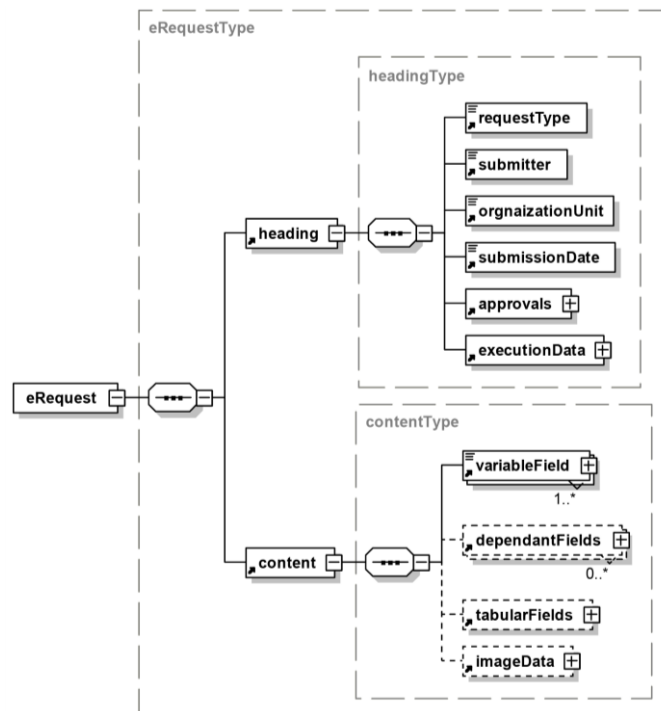 eRequestType
headingType
requestType
submitter
orgnaizationUnit
submissionDate
approvals
executionData
heading
eRequest
contentType
variableField
1..*
dependantFields
0..*
tabularFields
imageData
content